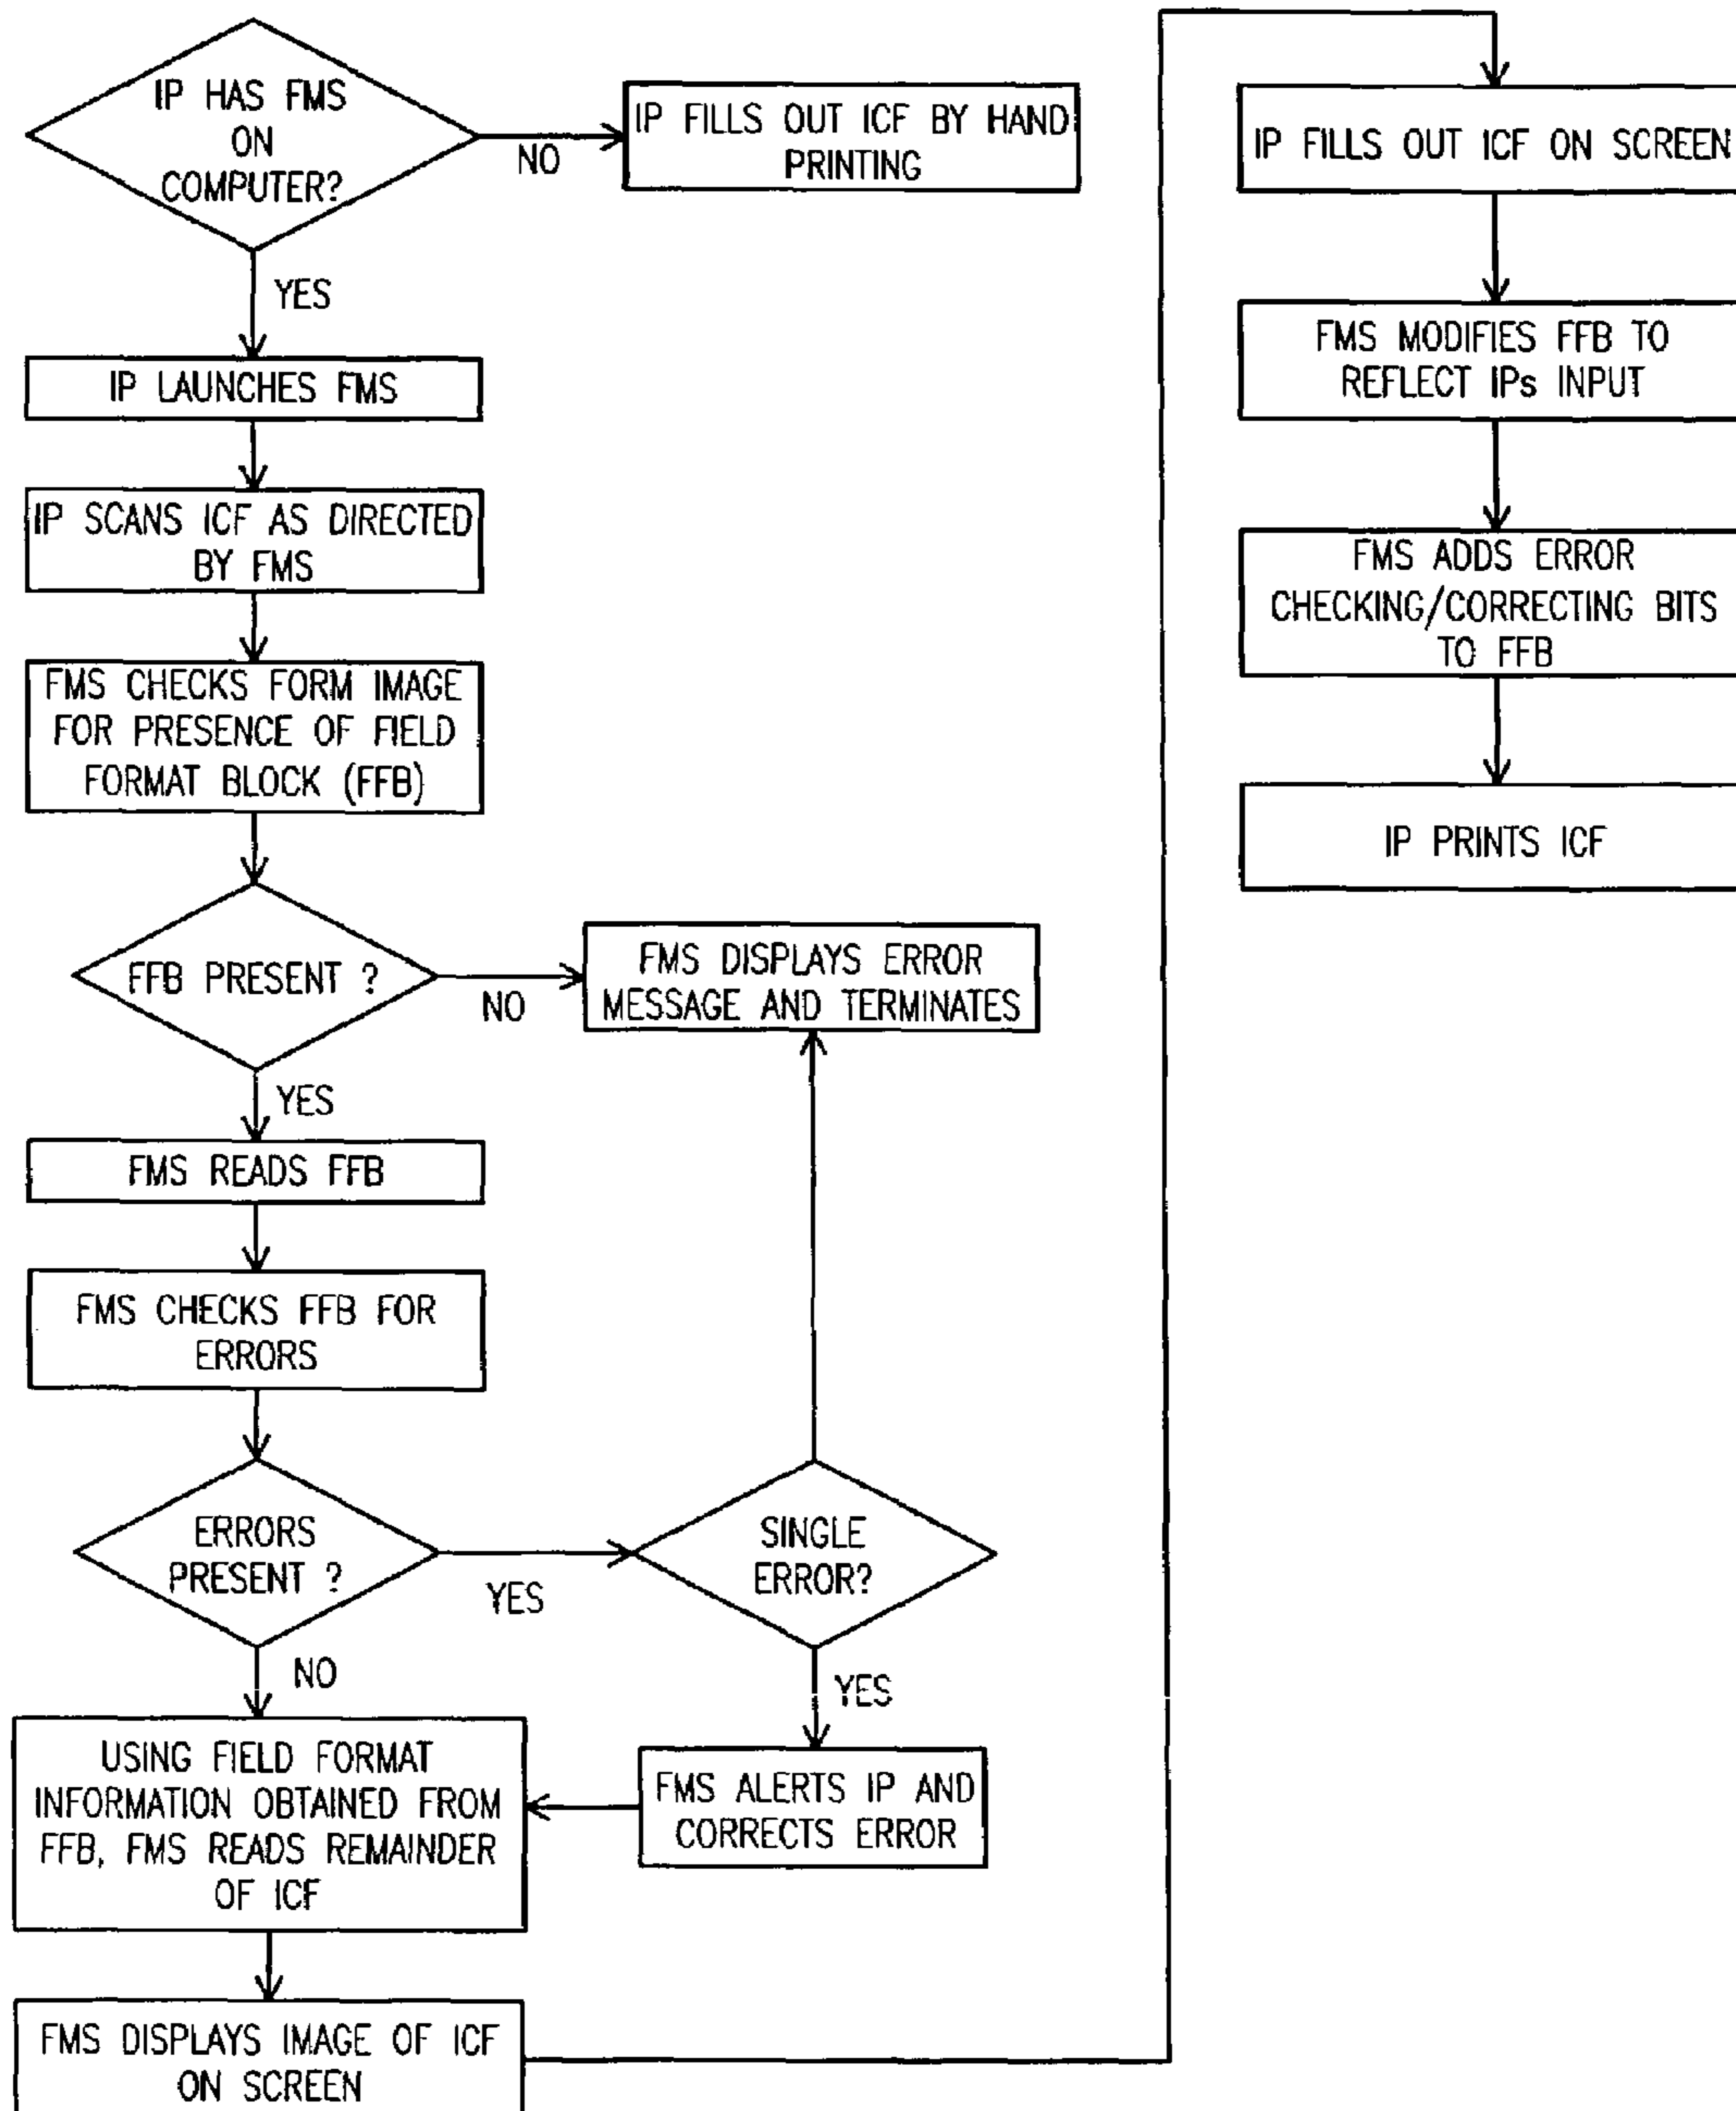 IP HAS FMS
ON
COMPUTER?
NO
IP FILLS OUT ICF BY HAND
PRINTING
YES
IP LAUNCHES FMS
IP SCANS ICF AS DIRECTED
BY FMS
FMS CHECKS FORM IMAGE
FOR PRESENCE OF FIELD
FORMAT BLOCK (FFB)
FFB PRESENT ?
NO
FMS DISPLAYS ERROR
MESSAGE AND TERMINATES
YES
FMS READS FFB
FMS CHECKS FFB FOR
ERRORS
ERRORS
PRESENT ?
YES
SINGLE
ERROR?
NO
YES
USING FIELD FORMAT
INFORMATION OBTAINED FROM
FFB, FMS READS REMAINDER
OF ICF
FMS ALERTS IP AND
CORRECTS ERROR
FMS DISPLAYS IMAGE OF ICF
ON SCREEN
IP FILLS OUT ICF ON SCREEN
FMS MODIFIES FFB TO
REFLECT IPs INPUT
FMS ADDS ERROR
CHECKING/CORRECTING BITS
TO FFB
IP PRINTS ICF